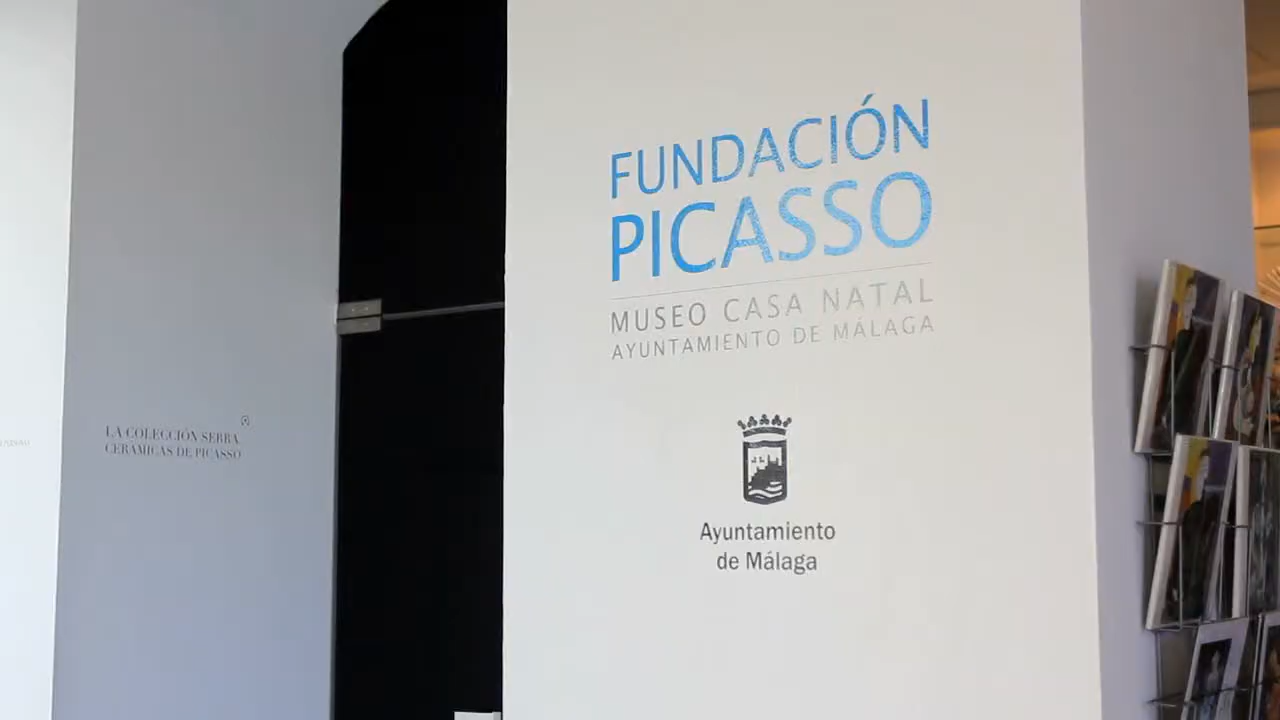 LA COLECCIÓN SERRA
CERÁMICAS DE PICASSO
FUNDACIÓN
PICASSO
MUSEO CASA NATAL
AYUNTAMIENTO DE MÁLAGA
Ayuntamiento
de Málaga